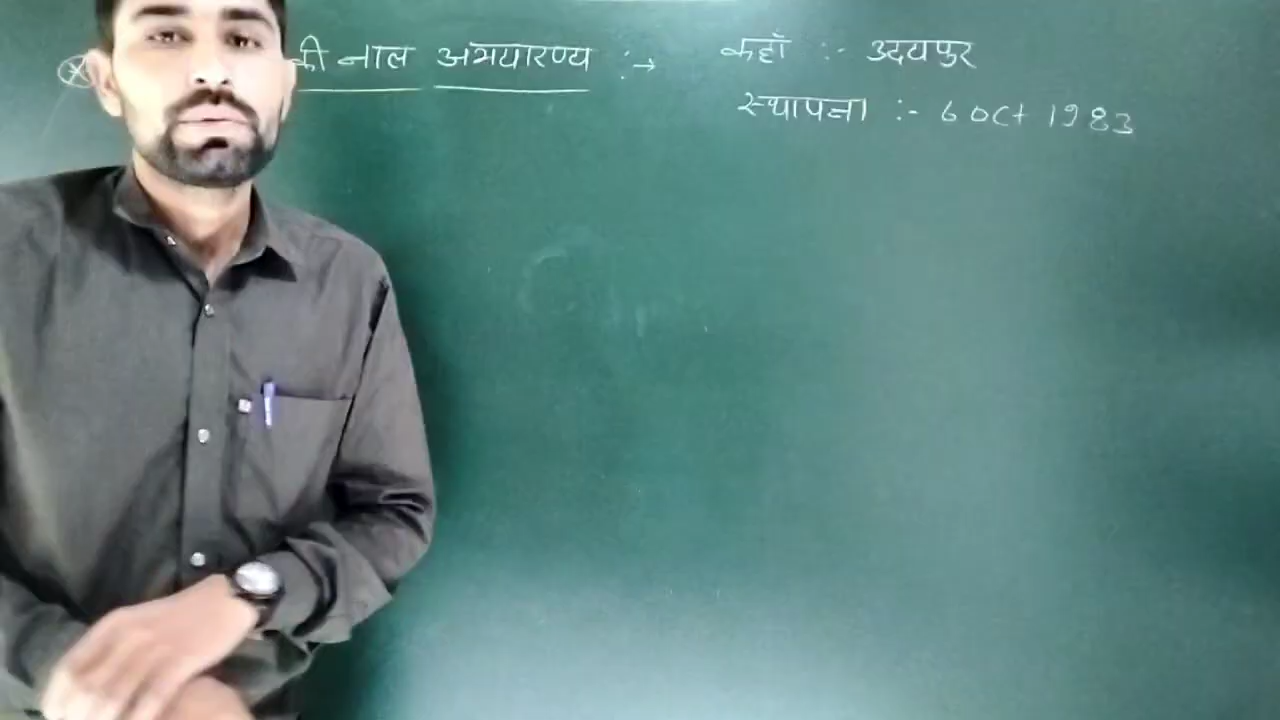 की नाल अभयारण्य :→ कहाँ :- उदयपुर
स्थापना :- 6 Oct 1983